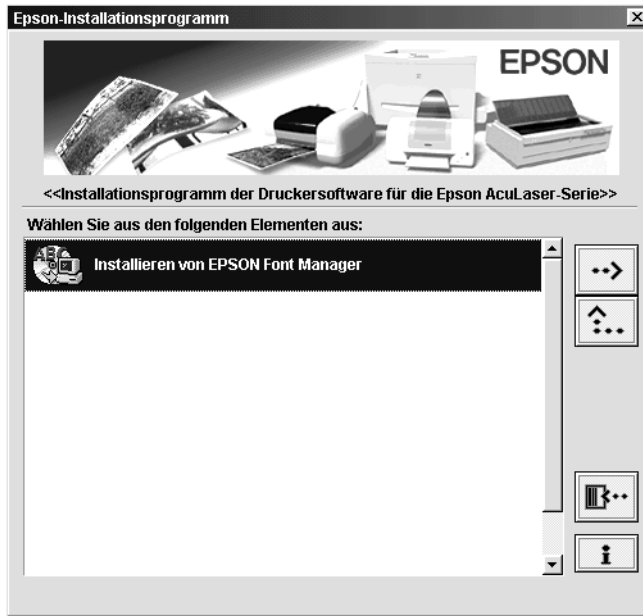 Epson-Installationsprogramm
EPSON
<<Installationsprogramm der Druckersoftware für die Epson AcuLaser-Serie>>
Wählen Sie aus den folgenden Elementen aus:
ABC
Installieren von EPSON Font Manager
i